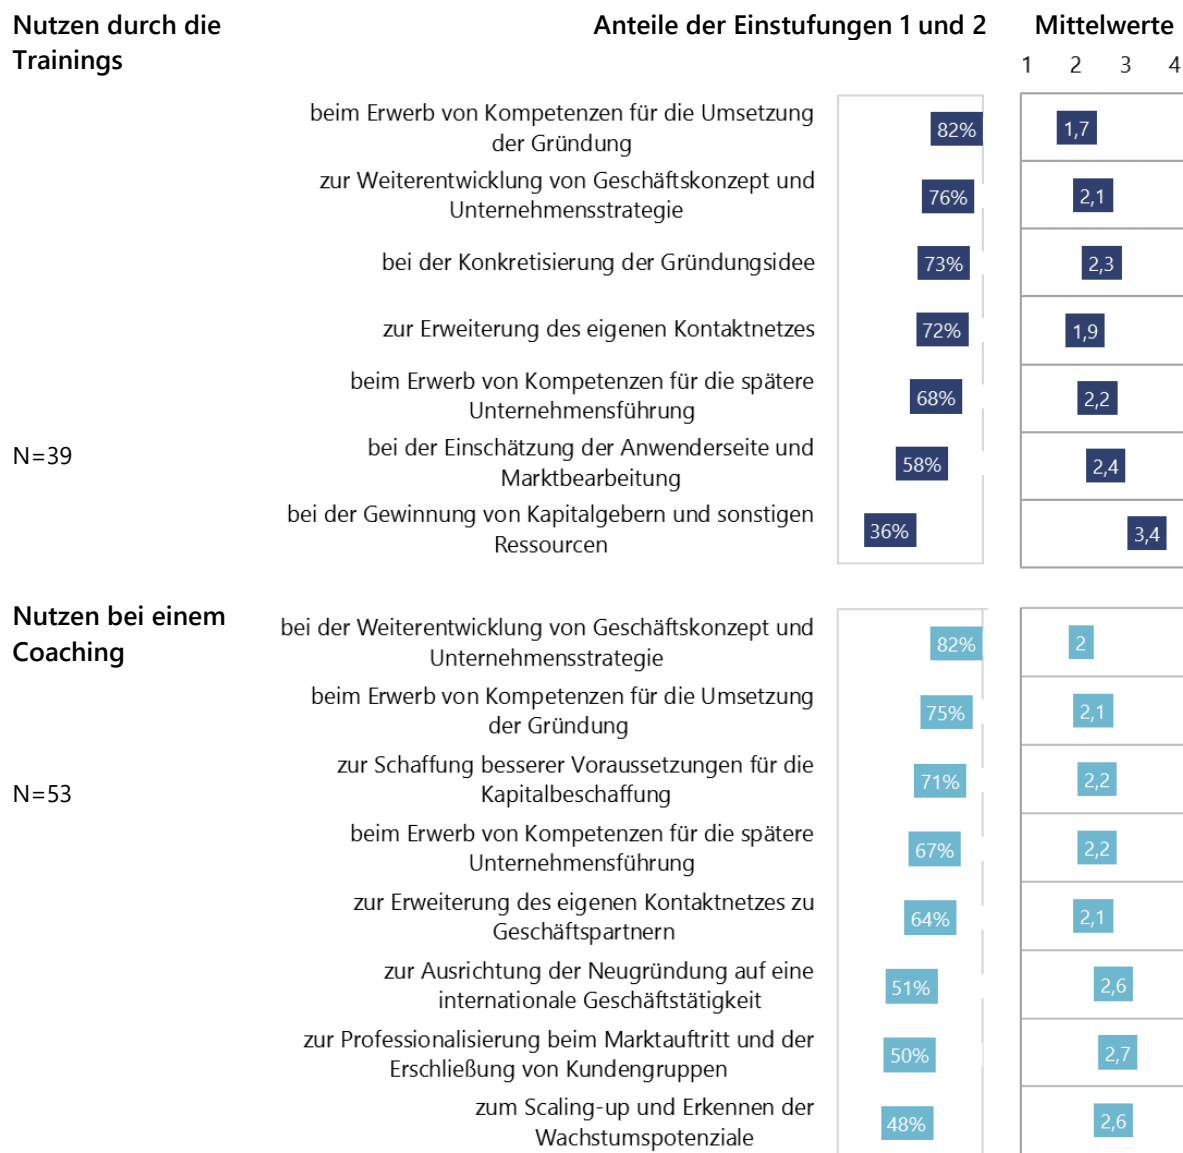 Nutzen durch die
Trainings
Anteile der Einstufungen 1 und 2
Mittelwerte
1 2 3 4
beim Erwerb von Kompetenzen für die Umsetzung
der Gründung
82%
1,7
zur Weiterentwicklung von Geschäftskonzept und
Unternehmensstrategie
76%
2,1
bei der Konkretisierung der Gründungsidee
73%
2,3
zur Erweiterung des eigenen Kontaktnetzes
72%
1,9
beim Erwerb von Kompetenzen für die spätere
Unternehmensführung
68%
2,2
N=39
bei der Einschätzung der Anwenderseite und
Marktbearbeitung
58%
2,4
bei der Gewinnung von Kapitalgebern und sonstigen
Ressourcen
36%
3,4
Nutzen bei einem
Coaching
bei der Weiterentwicklung von Geschäftskonzept und
Unternehmensstrategie
82%
2
beim Erwerb von Kompetenzen für die Umsetzung
der Gründung
75%
2,1
N=53
zur Schaffung besserer Voraussetzungen für die
Kapitalbeschaffung
71%
2,2
beim Erwerb von Kompetenzen für die spätere
Unternehmensführung
67%
2,2
zur Erweiterung des eigenen Kontaktnetzes zu
Geschäftspartnern
64%
2,1
zur Ausrichtung der Neugründung auf eine
internationale Geschäftstätigkeit
51%
2,6
zur Professionalisierung beim Marktauftritt und der
Erschließung von Kundengruppen
50%
2,7
zum Scaling-up und Erkennen der
Wachstumspotenziale
48%
2,6